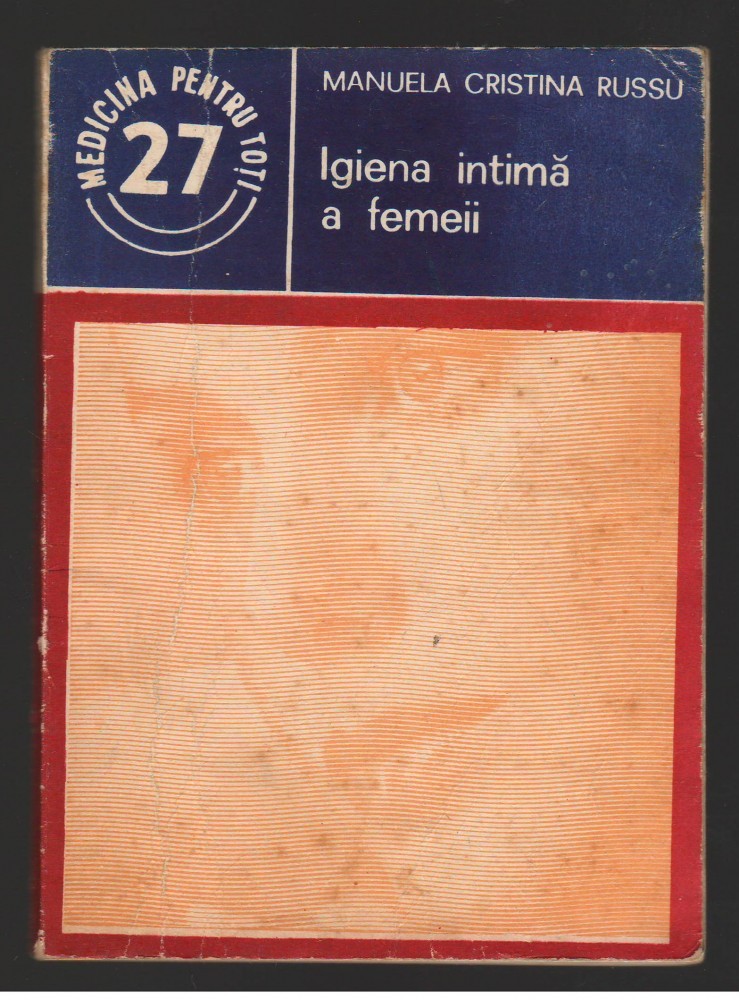 MEDICINA PENTRU TOȚI
27
MANUELA CRISTINA RUSSU
Igiena intimă
a femeii